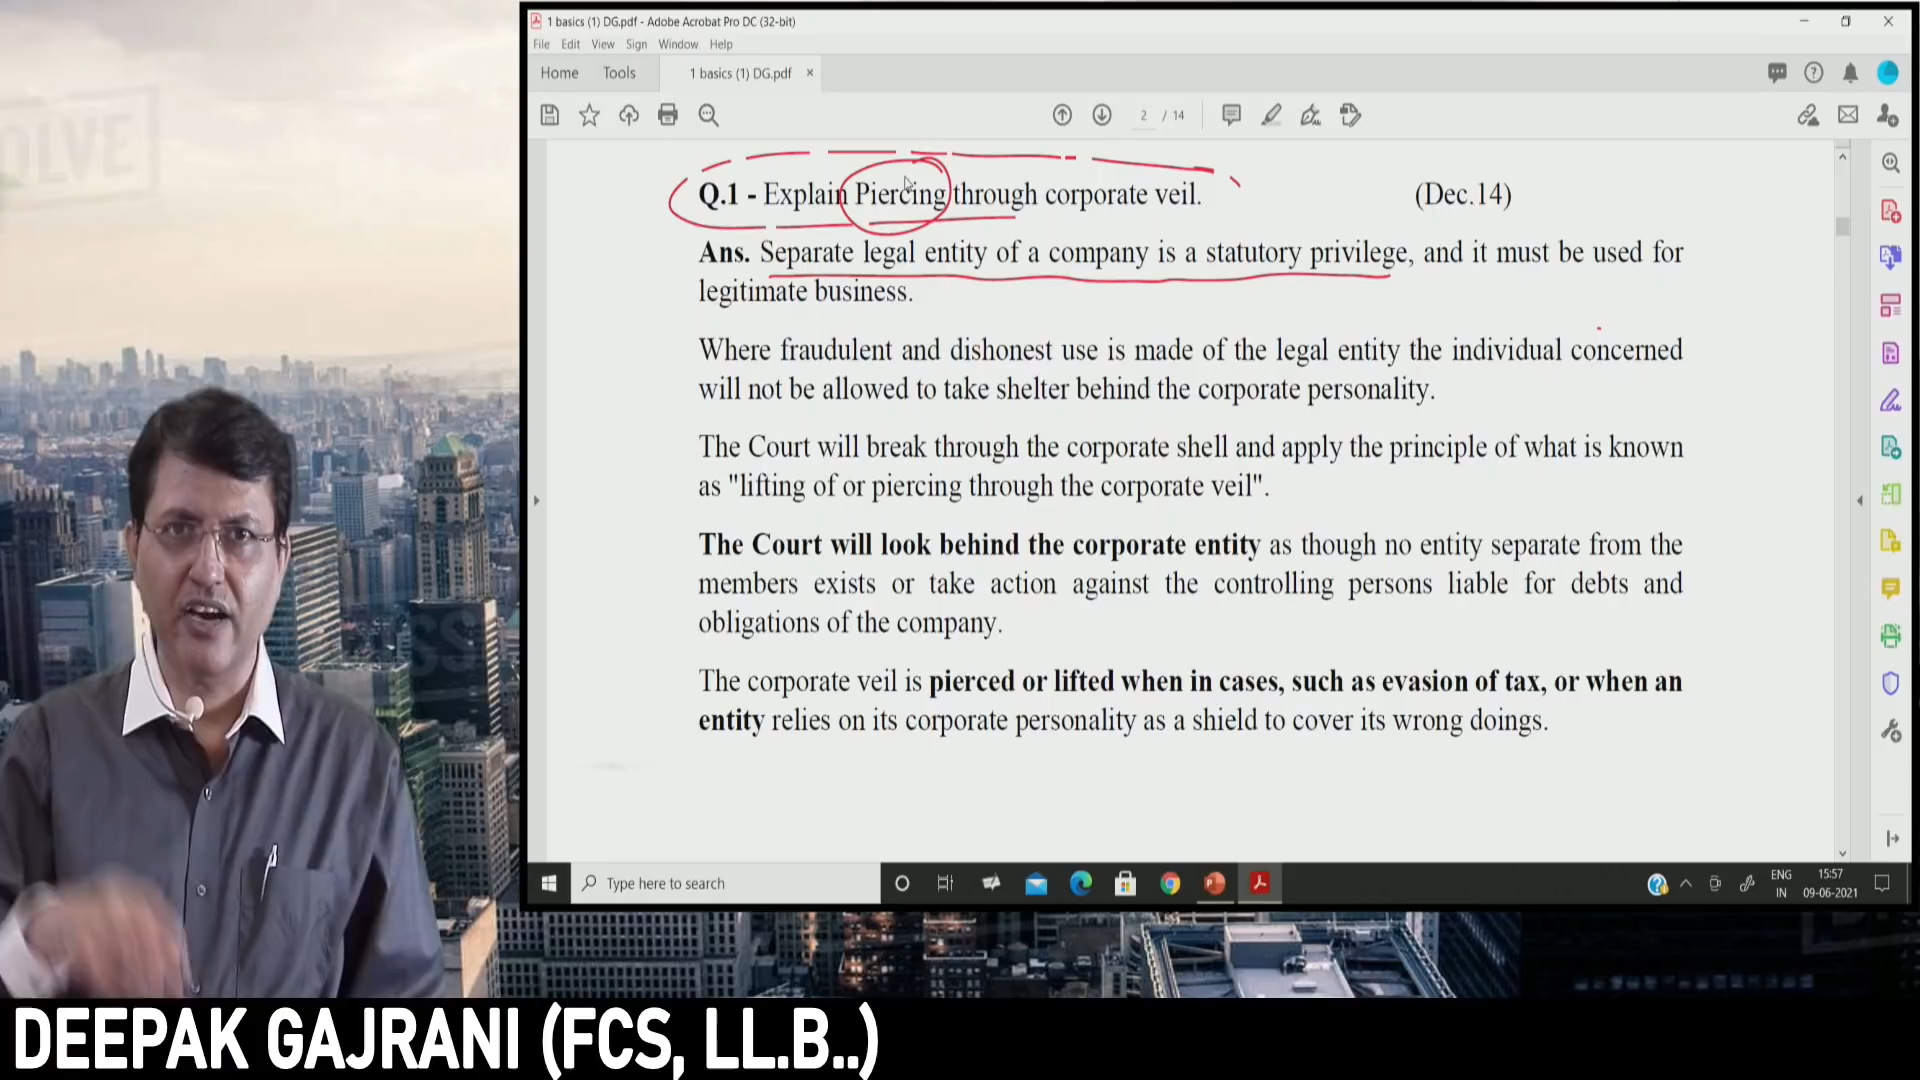 1 basics (1) DG.pdf - Adobe Acrobat Pro DC (32-bit)
File Edit View Sign Window Help
Home Tools 1 basics (1) DG.pdf ×
2 / 14
Q.1 - Explain Piercing through corporate veil. (Dec.14)
Ans. Separate legal entity of a company is a statutory privilege, and it must be used for
legitimate business.
Where fraudulent and dishonest use is made of the legal entity the individual concerned
will not be allowed to take shelter behind the corporate personality.
The Court will break through the corporate shell and apply the principle of what is known
as "lifting of or piercing through the corporate veil".
The Court will look behind the corporate entity as though no entity separate from the
members exists or take action against the controlling persons liable for debts and
obligations of the company.
The corporate veil is pierced or lifted when in cases, such as evasion of tax, or when an
entity relies on its corporate personality as a shield to cover its wrong doings.
Type here to search
ENG
IN
15:57
09-06-2021
OLVE
DEEPAK GAJRANI (FCS, LL.B..)